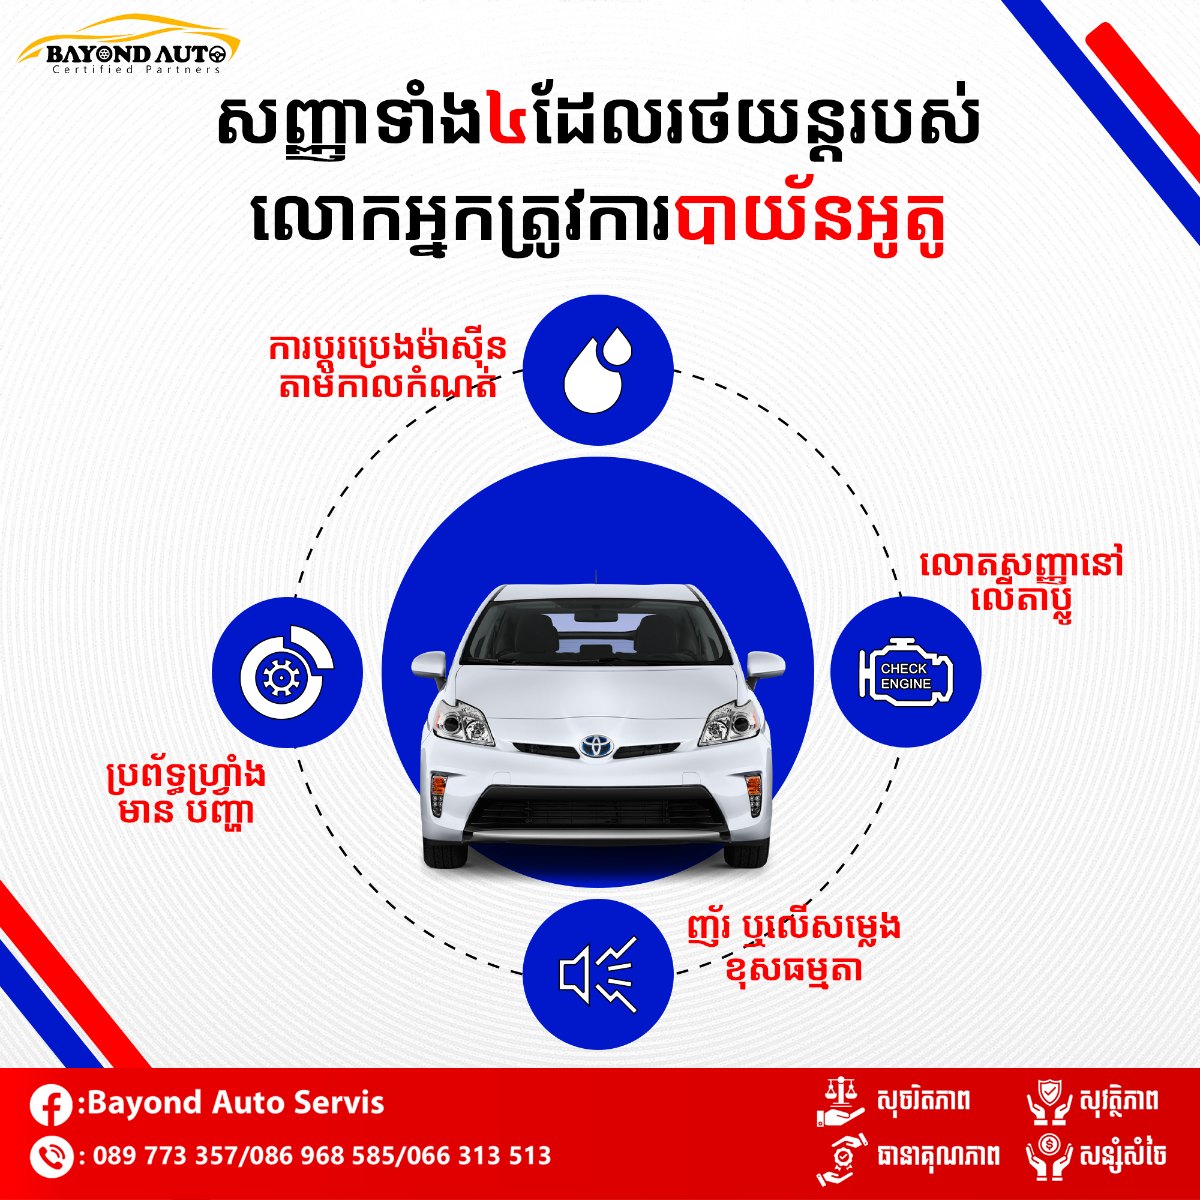 BAYOND AUTO
Certified Partners
សញ្ញាទាំង៤ដែលរថយន្តរបស់
លោកអ្នកត្រូវការបាយ័នអូតូ
ការប្តូរប្រេងម៉ាស៊ីន
តាមកាលកំណត់
លោតសញ្ញានៅ
លើតាប្លូ
CHECK
ENGINE
ប្រព័ទ្ធហ្វ្រាំង
មាន បញ្ហា
ញ័រ ឬលើសម្លេង
ខុសធម្មតា
:Bayond Auto Servis
: 089 773 357/086 968 585/066 313 513
សុចរិតភាព
សុវត្ថិភាព
ធានាគុណភាព
សន្សំសំចៃ